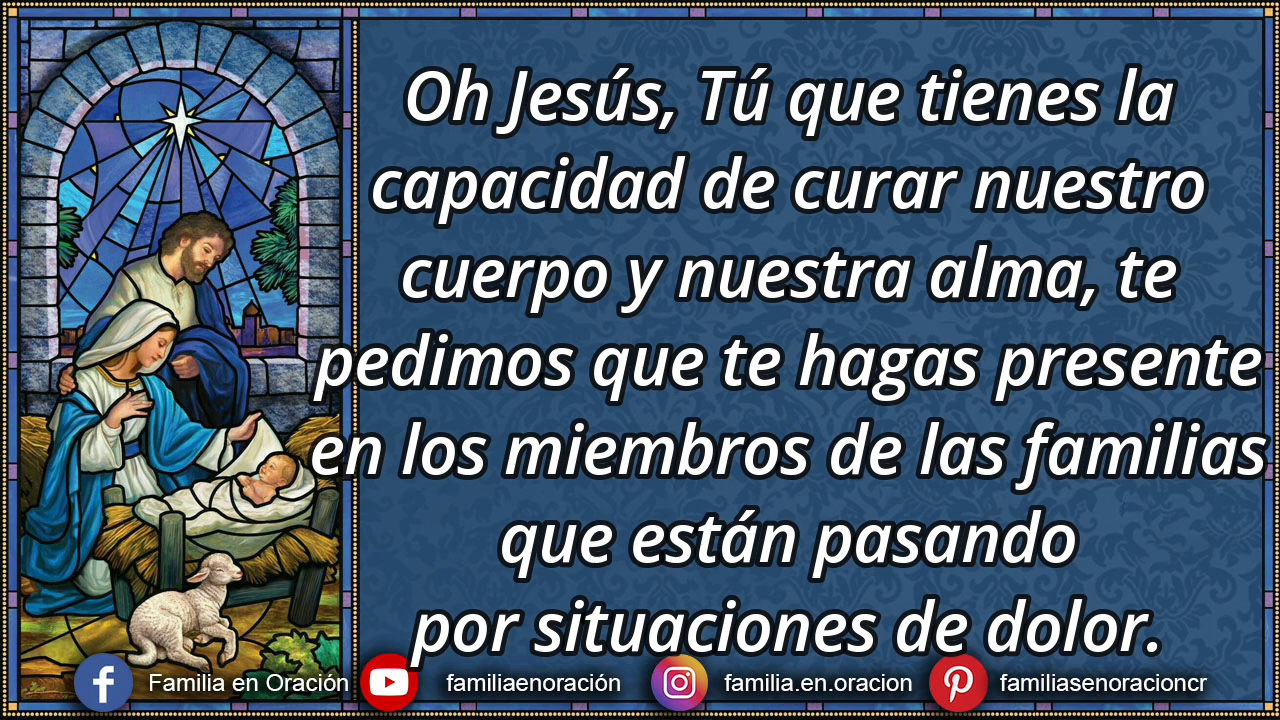 Oh Jesús, Tú que tienes la
capacidad de curar nuestro
cuerpo y nuestra alma, te
pedimos que te hagas presente
en los miembros de las familias
que están pasando
por situaciones de dolor.
Familia en Oración familiaenoración familia.en.oracion familiasenoracioncr